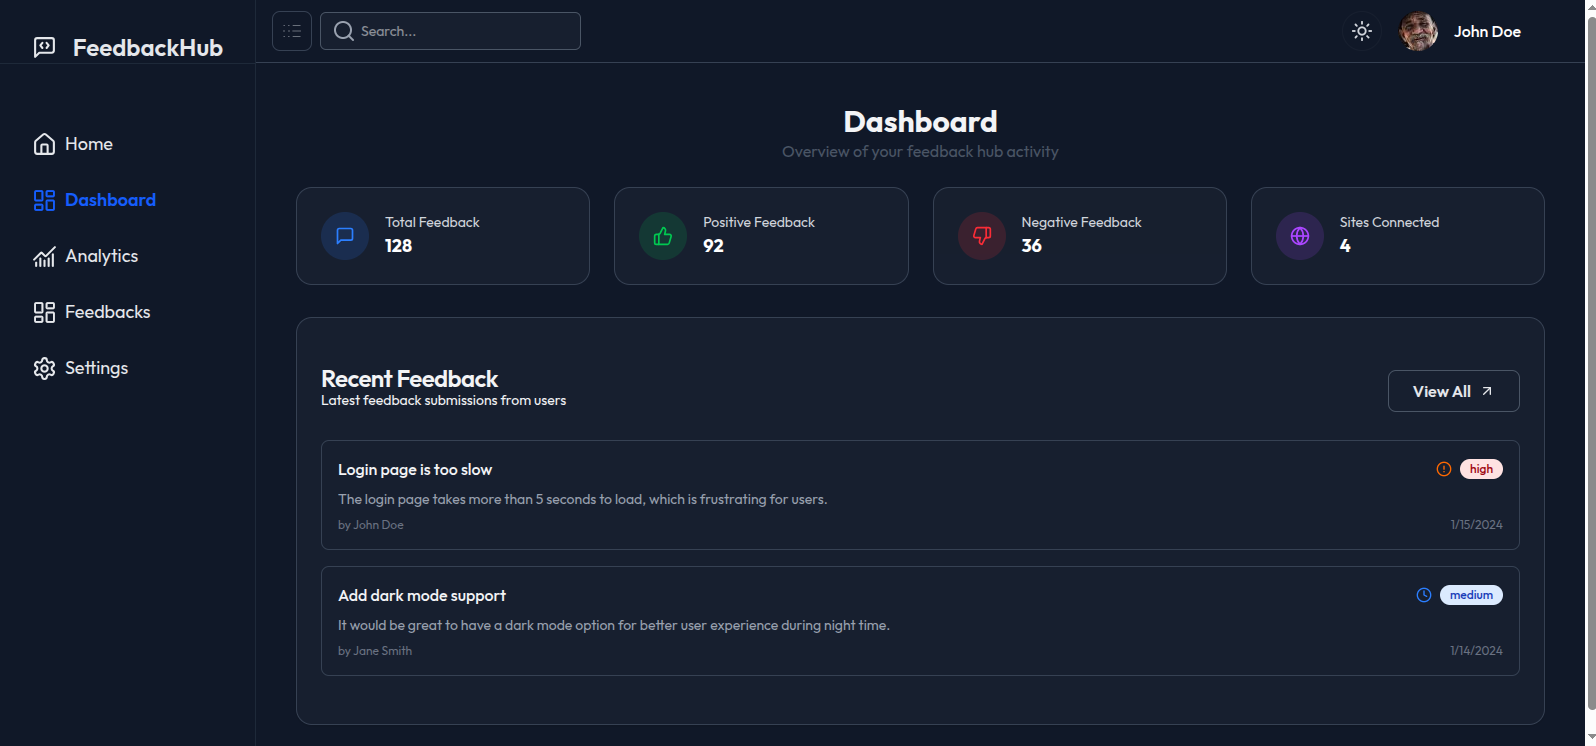 FeedbackHub
Search...
John Doe
Home
Dashboard
Analytics
Feedbacks
Settings
Dashboard
Overview of your feedback hub activity
Total Feedback
128
Positive Feedback
92
Negative Feedback
36
Sites Connected
4
Recent Feedback
Latest feedback submissions from users
View All
Login page is too slow
high
The login page takes more than 5 seconds to load, which is frustrating for users.
by John Doe
1/15/2024
Add dark mode support
medium
It would be great to have a dark mode option for better user experience during night time.
by Jane Smith
1/14/2024